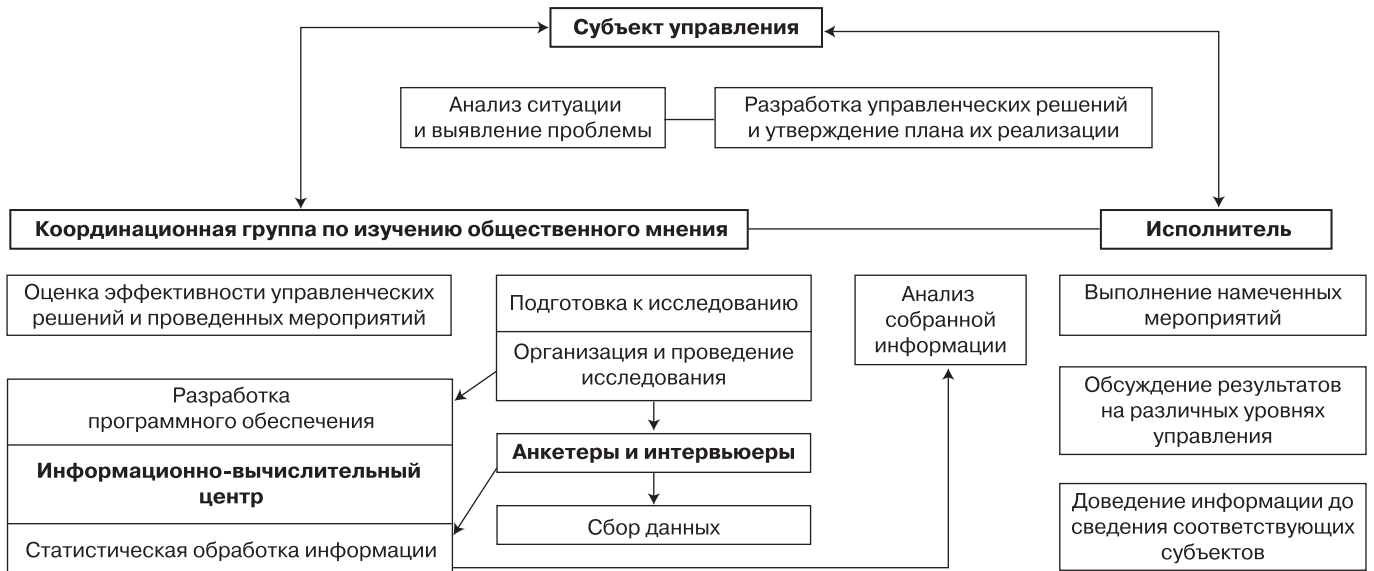 Субъект управления
Анализ ситуации
и выявление проблемы
Разработка управленческих решений
и утверждение плана их реализации
Координационная группа по изучению общественного мнения
Исполнитель
Оценка эффективности управленческих
решений и проведенных мероприятий
Подготовка к исследованию
Организация и проведение
исследования
Анализ
собранной
информации
Выполнение намеченных
мероприятий
Разработка
программного обеспечения
Информационно-вычислительный
центр
Статистическая обработка информации
Анкетеры и интервьюеры
Сбор данных
Обсуждение результатов
на различных уровнях
управления
Доведение информации до
сведения соответствующих
субъектов